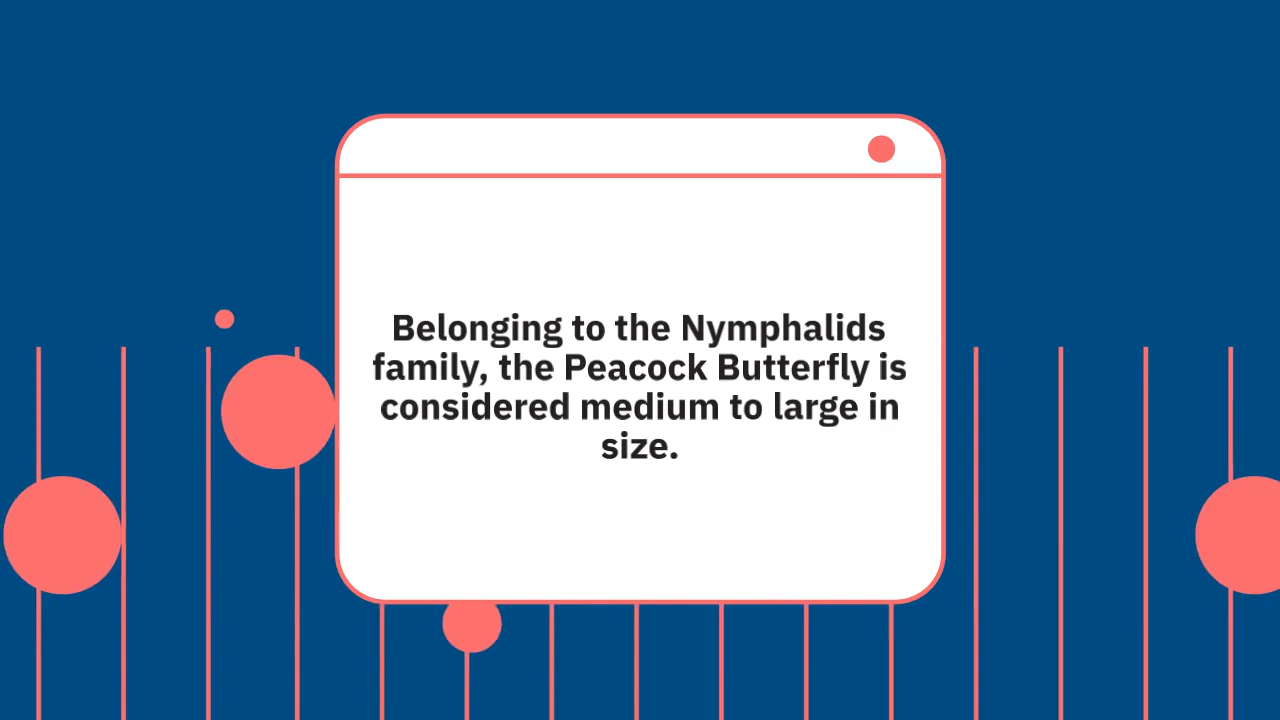 Belonging to the Nymphalids
family, the Peacock Butterfly is
considered medium to large in
size.